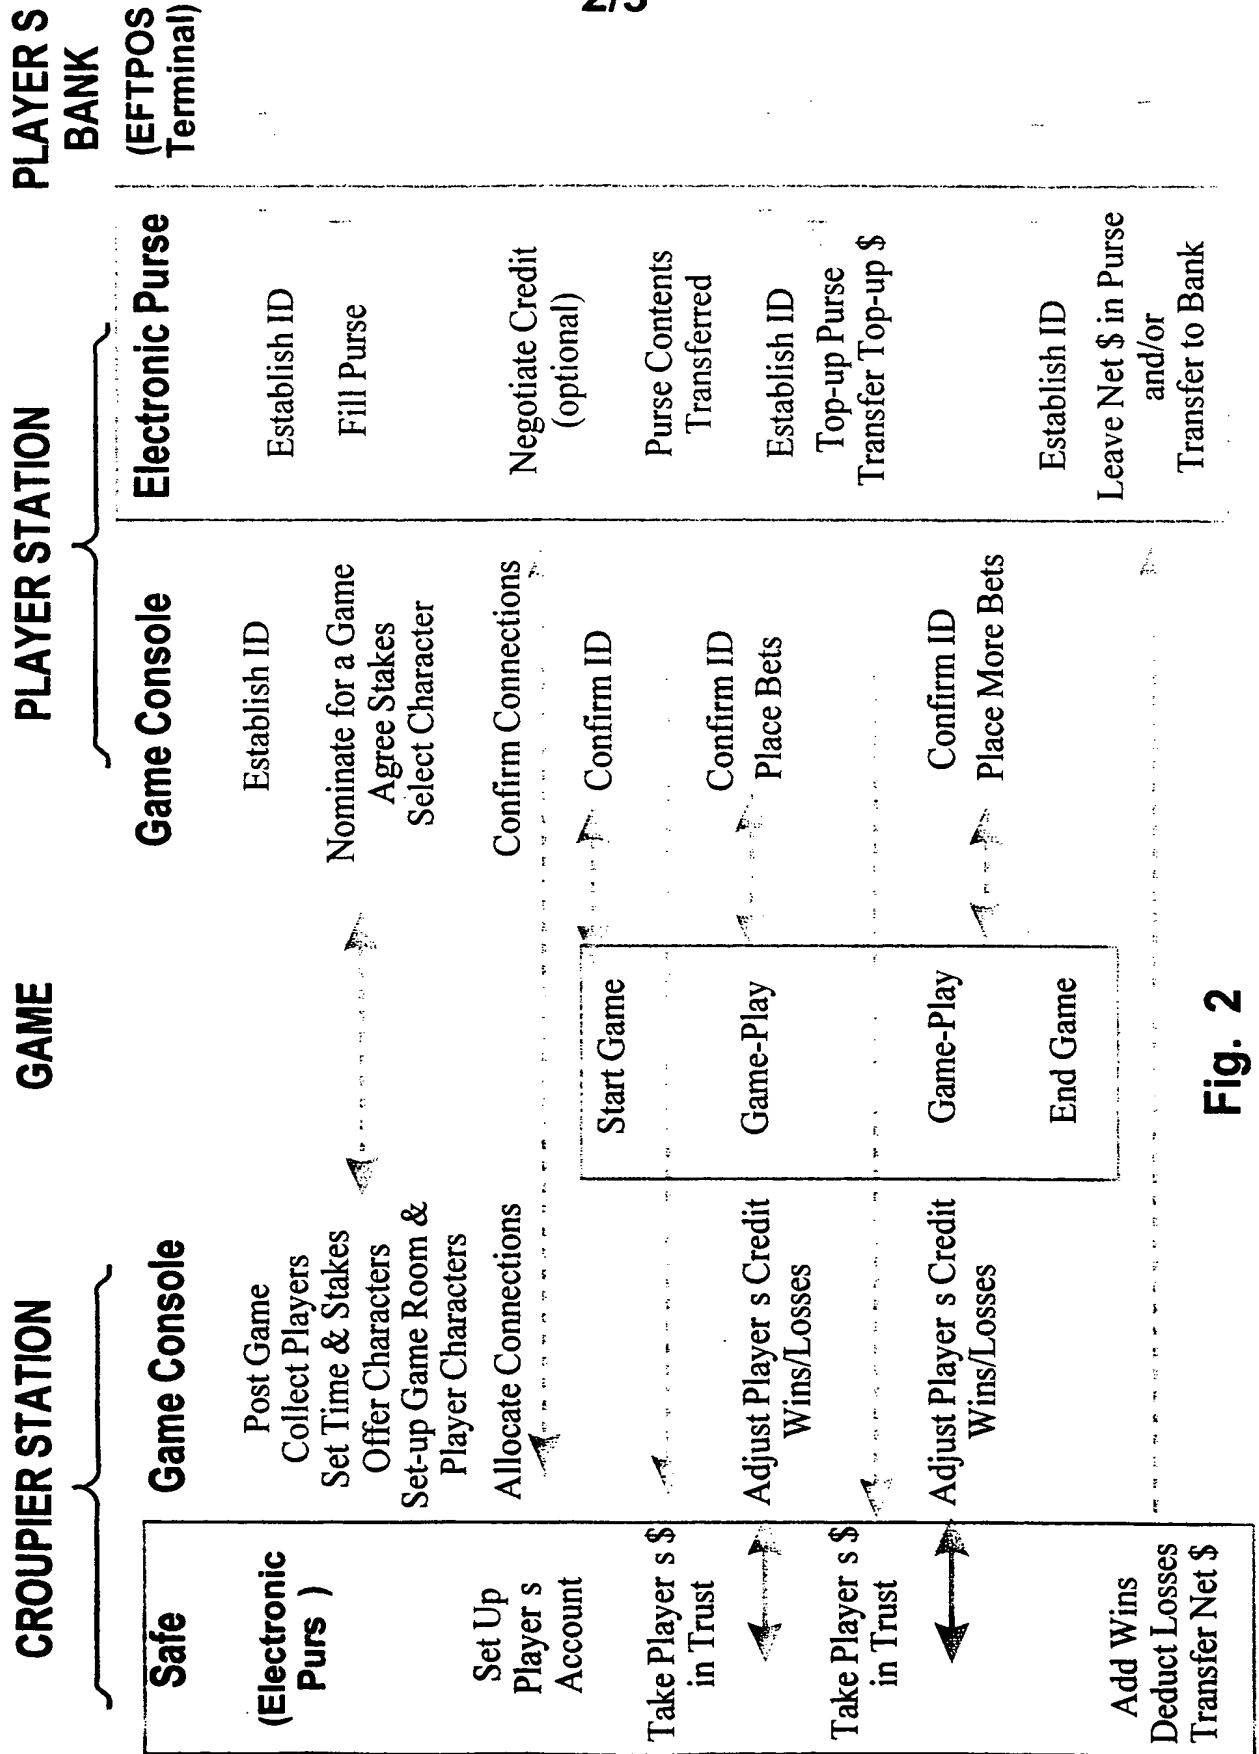 2/3
CROUPIER STATION
GAME
PLAYER STATION
PLAYER S
BANK
Safe
(Electronic
Purs )
Game Console
Game Console
Electronic Purse
(EFTPOS
Terminal)
Post Game
Collect Players
Set Time & Stakes
Offer Characters
Set-up Game Room &
Player Characters
Establish ID
Establish ID
Nominate for a Game
Agree Stakes
Select Character
Fill Purse
Set Up
Player s
Account
Allocate Connections
Confirm Connections
Negotiate Credit
(optional)
Start Game
Confirm ID
Take Player s $
in Trust
Purse Contents
Transferred
Adjust Player s Credit
Wins/Losses
Game-Play
Confirm ID
Place Bets
Establish ID
Top-up Purse
Transfer Top-up $
Take Player s $
in Trust
Adjust Player s Credit
Wins/Losses
Game-Play
Confirm ID
Place More Bets
End Game
Establish ID
Leave Net $ in Purse
and/or
Transfer to Bank
Add Wins
Deduct Losses
Transfer Net $
Fig. 2